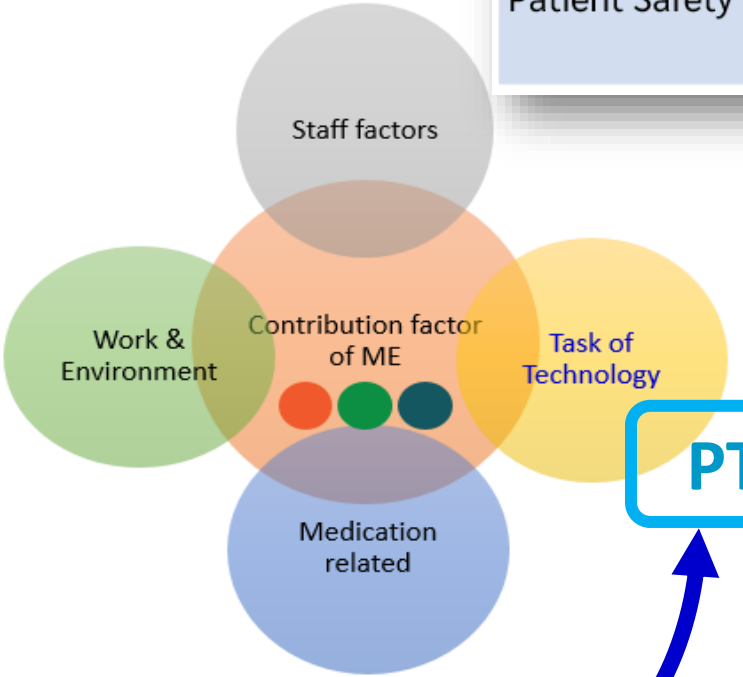 Patient Safety
Staff factors
Contribution factor
of ME
Work &
Environment
Task of
Technology
PT
Medication
related